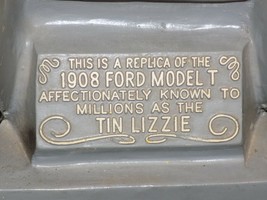 THIS IS A REPLICA OF THE
1908 FORD MODEL T
AFFECTIONATELY KNOWN TO
MILLIONS AS THE
TIN LIZZIE